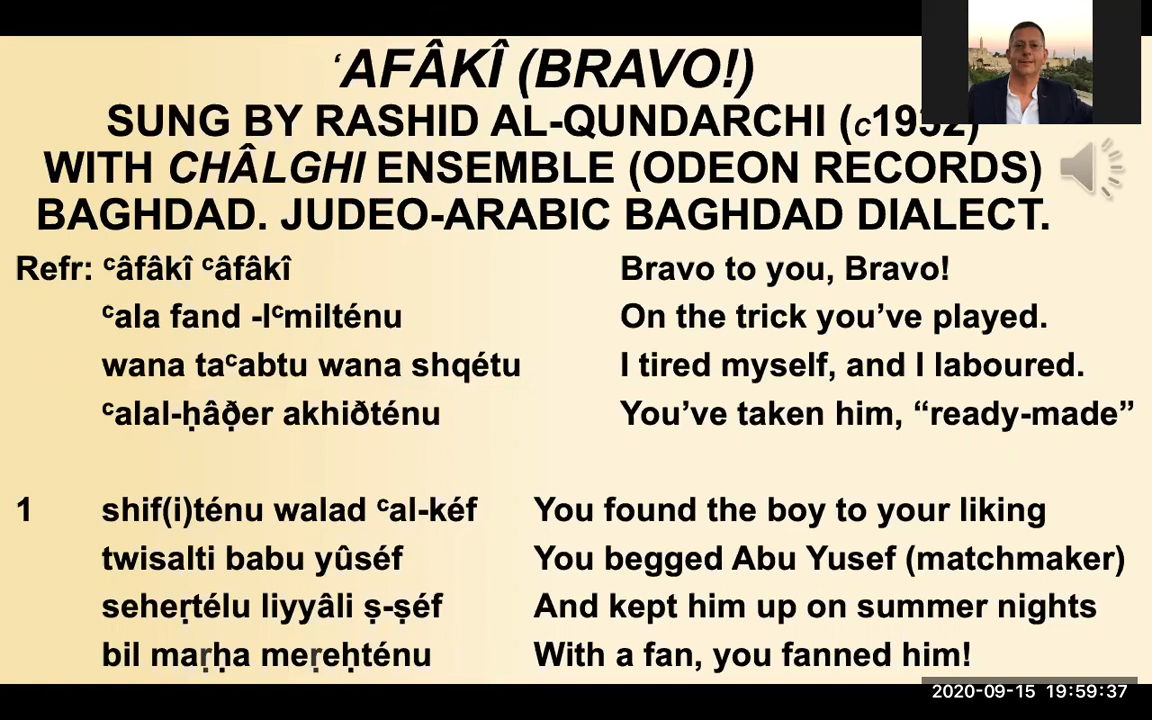 ‘AFÂKÎ (BRAVO!)
SUNG BY RASHID AL-QUNDARCHI (c1932)
WITH CHÂLGHI ENSEMBLE (ODEON RECORDS)
BAGHDAD. JUDEO-ARABIC BAGHDAD DIALECT.
Refr: ᶜâfâkî ᶜâfâkî Bravo to you, Bravo!
ᶜala fand -lᶜmilténu On the trick you’ve played.
wana taᶜabtu wana shqétu I tired myself, and I laboured.
ᶜalal-ḥâð̣er akhiðténu You’ve taken him, “ready-made”
1 shif(i)ténu walad ᶜal-kéf You found the boy to your liking
twisalti babu yûséf You begged Abu Yusef (matchmaker)
seheṛtélu liyyâli ṣ-ṣéf And kept him up on summer nights
bil maṛḥa meṛeḥténu With a fan, you fanned him!
2020-09-15 19:59:37